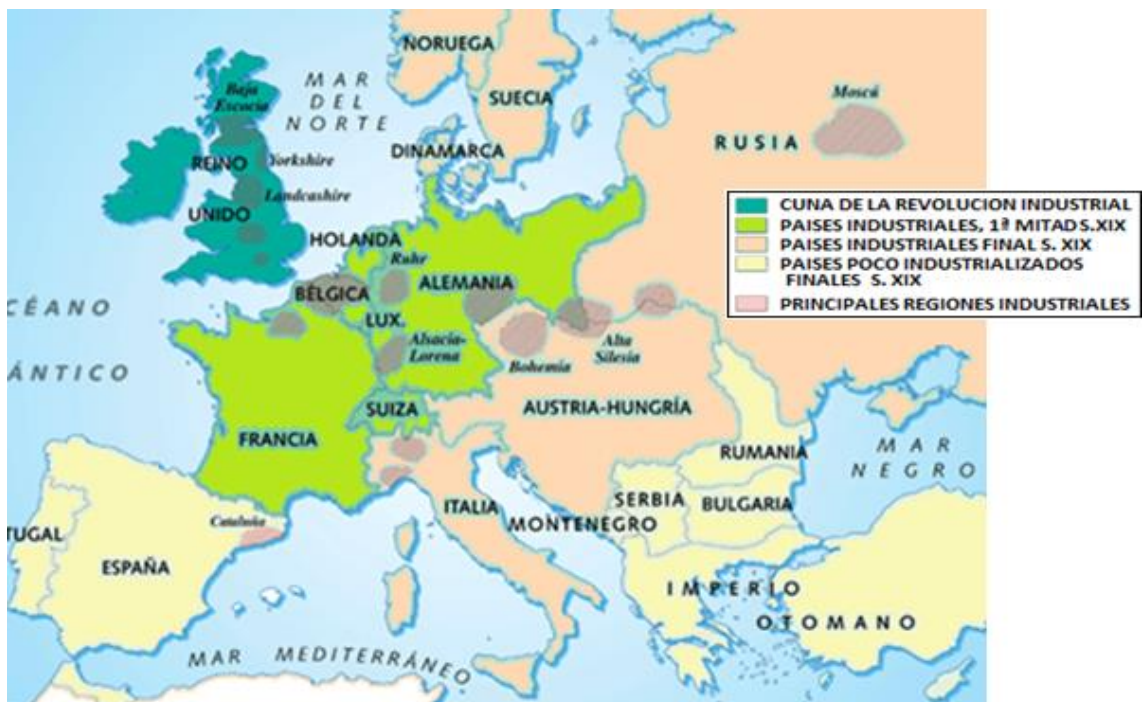 NORUEGA
SUECIA
MAR
DEL
NORTE
Baja
Escocia
Moscú
RUSIA
DINAMARCA
REINO
Yorkshire
Landcashire
UNIDO
HOLANDA
Ruhr
BÉLGICA
ALEMANIA
LUX.
Alsacia-
Lorena
Bohemia
Alta
Silesia
CÉANO
ÁNTICO
SUIZA
AUSTRIA-HUNGRÍA
FRANCIA
RUMANIA
MAR
NEGRO
SERBIA
BULGARIA
ITALIA
MONTENEGRO
Cataluña
TUGAL
ESPAÑA
IMPERIO
OTOMANO
MAR MEDITERRÁNEO
CUNA DE LA REVOLUCION INDUSTRIAL
PAISES INDUSTRIALES, 1ª MITAD S.XIX
PAISES INDUSTRIALES FINAL S. XIX
PAISES POCO INDUSTRIALIZADOS
FINALES S. XIX
PRINCIPALES REGIONES INDUSTRIALES